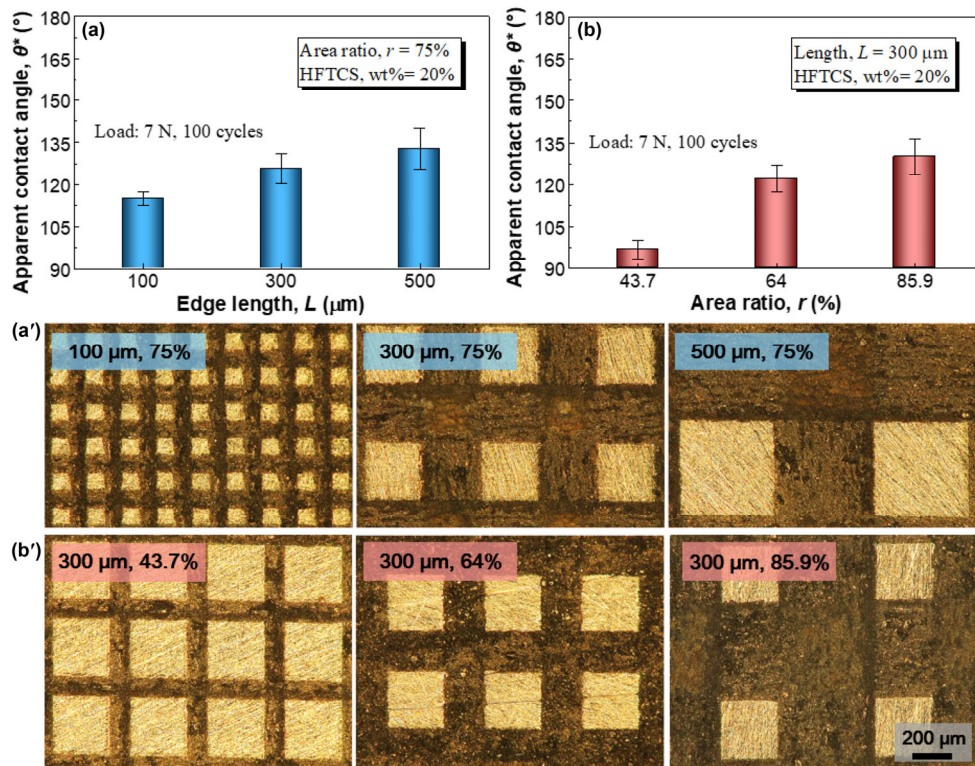 (a)
Apparent contact angle, θ* (°)
180
165
150
135
120
105
90
Area ratio, r = 75%
HFTCS, wt%= 20%
Load: 7 N, 100 cycles
100
300
500
Edge length, L (μm)
(b)
Apparent contact angle, θ* (°)
180
165
150
135
120
105
90
Length, L = 300 μm
HFTCS, wt%= 20%
Load: 7 N, 100 cycles
43.7
64
85.9
Area ratio, r (%)
(a′)
100 μm, 75%
300 μm, 75%
500 μm, 75%
(b′)
300 μm, 43.7%
300 μm, 64%
300 μm, 85.9%
200 μm